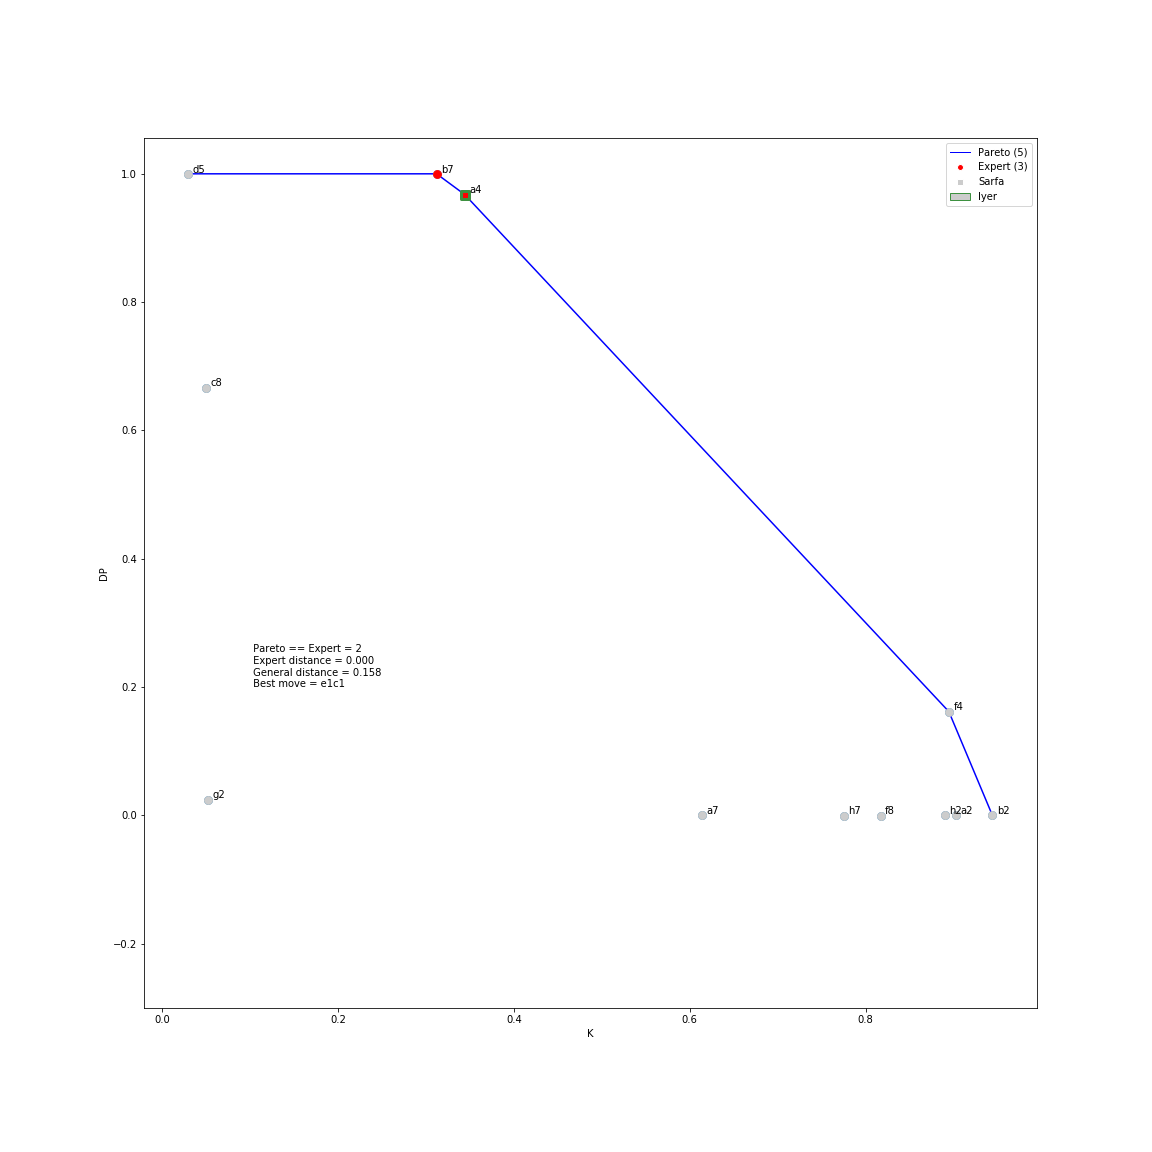 Pareto (5)
Expert (3)
Sarfa
Iyer
1.0
0.8
0.6
0.4
0.2
0.0
−0.2
DP
d5
b7
a4
c8
Pareto == Expert = 2
Expert distance = 0.000
General distance = 0.158
Best move = e1c1
f4
g2
a7
h7
f8
h2
a2
b2
0.0
0.2
0.4
0.6
0.8
K